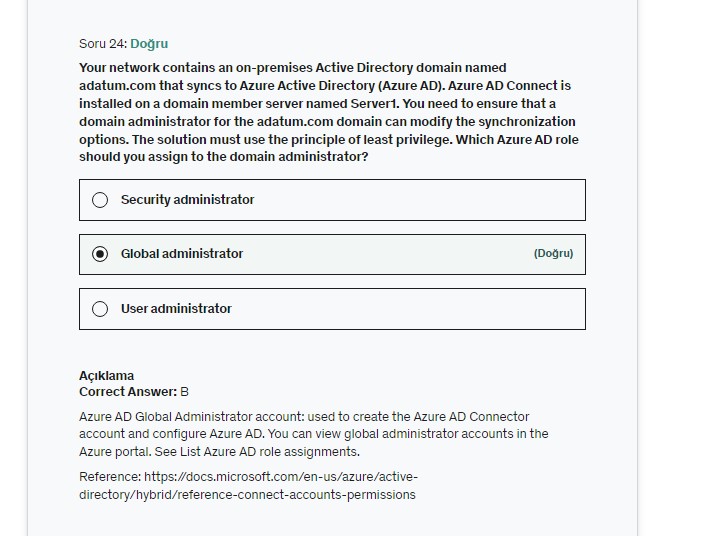 Soru 24: Doğru
Your network contains an on-premises Active Directory domain named
adatum.com that syncs to Azure Active Directory (Azure AD). Azure AD Connect is
installed on a domain member server named Server1. You need to ensure that a
domain administrator for the adatum.com domain can modify the synchronization
options. The solution must use the principle of least privilege. Which Azure AD role
should you assign to the domain administrator?
Security administrator
Global administrator (Doğru)
User administrator
Açıklama
Correct Answer: B
Azure AD Global Administrator account: used to create the Azure AD Connector
account and configure Azure AD. You can view global administrator accounts in the
Azure portal. See List Azure AD role assignments.
Reference: https://docs.microsoft.com/en-us/azure/active-
directory/hybrid/reference-connect-accounts-permissions